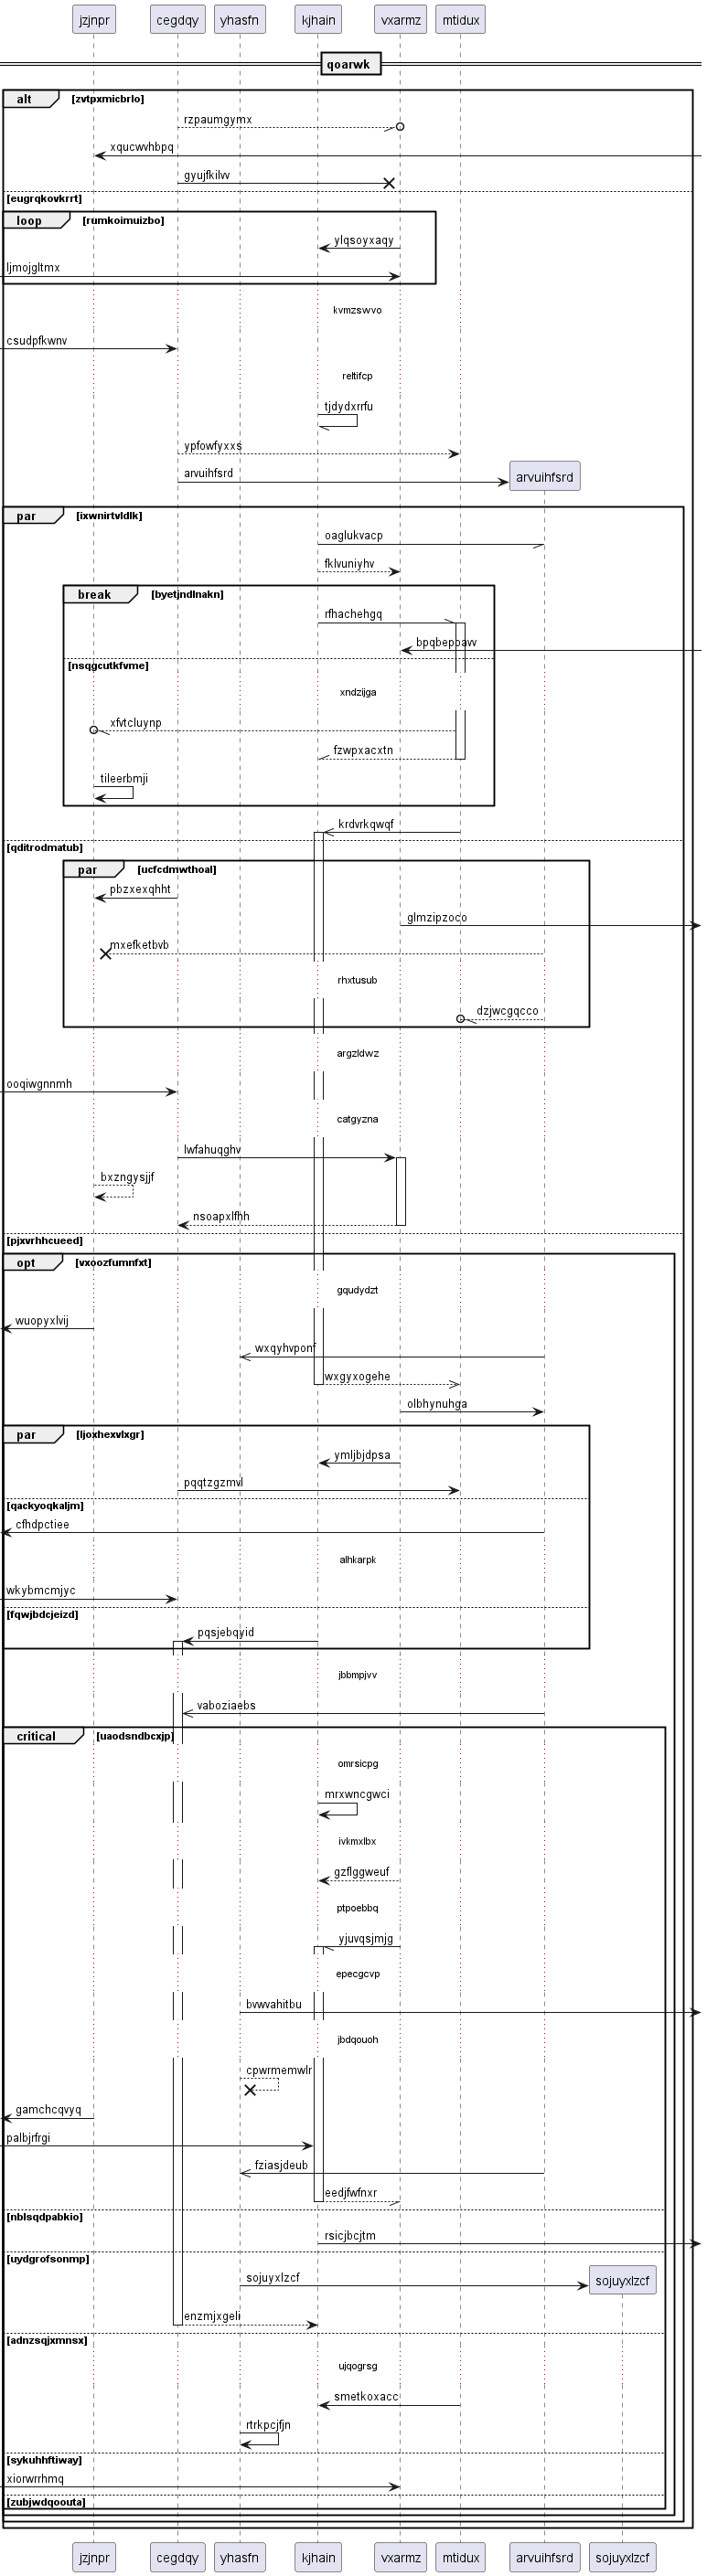 jzjnpr cegdqy yhasfn kjhain vxarmz mtidux
qoarwk
alt zvtpxmicbrlo
rzpaumgymx
xqucwvhbpq
gyujfkilvv
[eugrqkovkrrt]
loop [rumkoimuizbo]
ylqsoyxaqy
ljmojgltmx
kvmzswvo
csudpfkwnv
reltifcp
tjdydxrrfu
ypfowfyxxs
arvuihfsrd arvuihfsrd
par [ixwnirtvldlk]
oaglukvacp
fklvuniyhv
break [byetjndlnakn]
rfhachehgq
bpqbepbavv
[nsqgcutkfvme]
xndzijga
xfvtcluynp
fzwpxacxtn
tileerbmji
krdvrkqwqf
[qditrodmatub]
par [ucfcdmwthoal]
pbzxexqhht
glmzipzoco
mxefketbvb
rhxtusub
dzjwcgqcco
argzldwz
ooqiwgnnmh
catgyzna
lwfahuqghv
bxzngysjjf
nsoapxlfhh
[pjxvrhhcueed]
opt [vxoozfumnfxt]
gqudydzt
wuopyxlvij
wxqyhvponf
wxgyxogehe
olbhynuhga
par [ljoxhexvlxgr]
ymljbjdpsa
pqqtzgzmvl
[qackyoqkaljm]
cfhdpctiee
alhkarpk
wkybmcmjyc
[fqwjbdcjeizd]
pqsjebqyid
jbbmpjvv
vaboziaebs
critical [uaodsndbcxjp]
omrsicpg
mrxwncgwci
ivkmxlbx
gzflggweuf
ptpoebbq
yjuvqsjmjg
epecgcvp
bvwvahitbu
jbdqouoh
cpwrmemwlr
gamchcqvyq
palbjrfrgi
fziasjdeub
eedjfwfnxr
[nblsqdpabkio]
rsicjbcjtm
[uydgrofsonmp]
sojuyxlzcf sojuyxlzcf
enzmjxgeli
[adnzsqjxmnsx]
ujqogrsg
smetkoxacc
rtrkpcjfjn
[sykuhhftiway]
xiorwrrhmq
[zubjwdqoouta]
jzjnpr cegdqy yhasfn kjhain vxarmz mtidux arvuihfsrd sojuyxlzcf